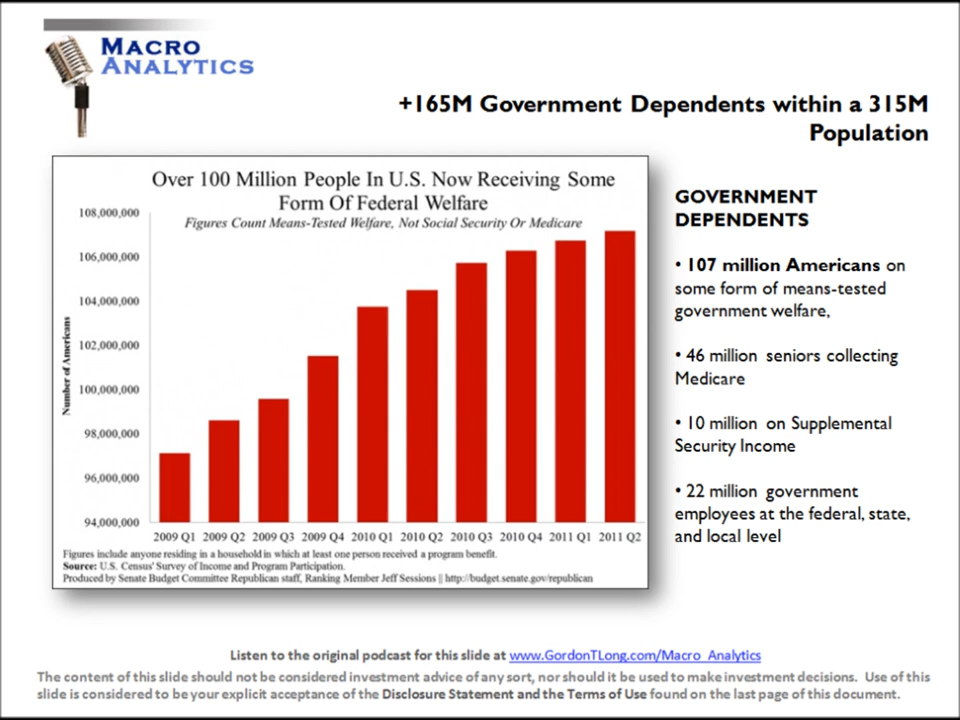 MACRO
ANALYTICS
+165M Government Dependents within a 315M
Population
Over 100 Million People In U.S. Now Receiving Some
Form Of Federal Welfare
Figures Count Means-Tested Welfare, Not Social Security Or Medicare
Number of Americans
108,000,000
106,000,000
104,000,000
102,000,000
100,000,000
98,000,000
96,000,000
94,000,000
2009 Q1 2009 Q2 2009 Q3 2009 Q4 2010 Q1 2010 Q2 2010 Q3 2010 Q4 2011 Q1 2011 Q2
Figures include anyone residing in a household in which at least one person received a program benefit.
Source: U.S. Census' Survey of Income and Program Participation.
Produced by Senate Budget Committee Republican staff, Ranking Member Jeff Sessions || http://budget.senate.gov/republican
GOVERNMENT
DEPENDENTS
• 107 million Americans on
some form of means-tested
government welfare,
• 46 million seniors collecting
Medicare
• 10 million on Supplemental
Security Income
• 22 million government
employees at the federal, state,
and local level
Listen to the original podcast for this slide at www.GordonTLong.com/Macro_Analytics
The content of this slide should not be considered investment advice of any sort, nor should it be used to make investment decisions. Use of this
slide is considered to be your explicit acceptance of the Disclosure Statement and the Terms of Use found on the last page of this document.